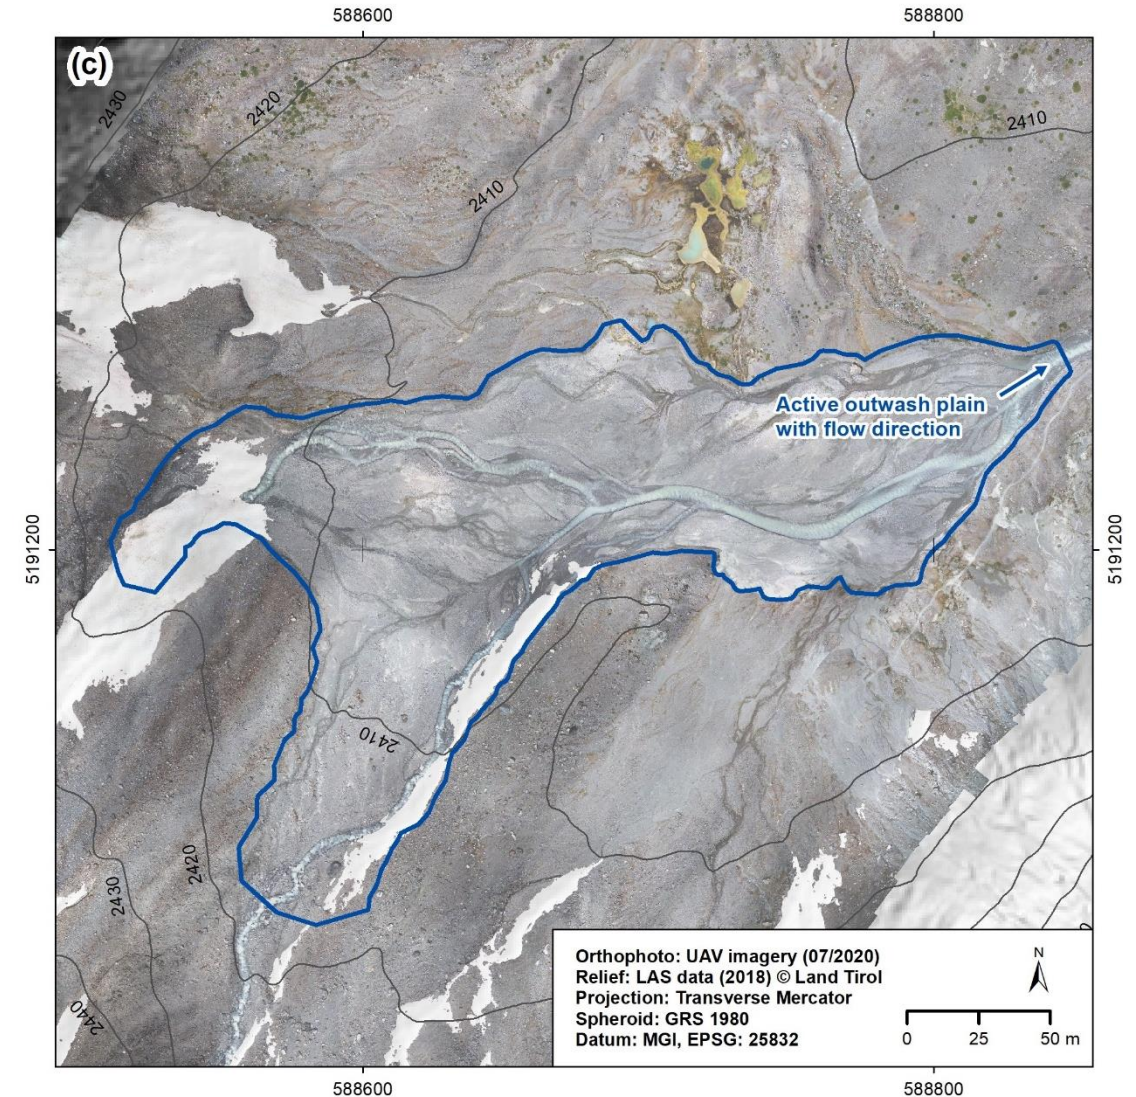 588600
588800
(c)
2430
2420
2410
2410
Active outwash plain
with flow direction
5191200
5191200
2410
2420
2430
2440
Orthophoto: UAV imagery (07/2020)
Relief: LAS data (2018) © Land Tirol
Projection: Transverse Mercator
Spheroid: GRS 1980
Datum: MGI, EPSG: 25832
N
0 25 50 m
588600
588800